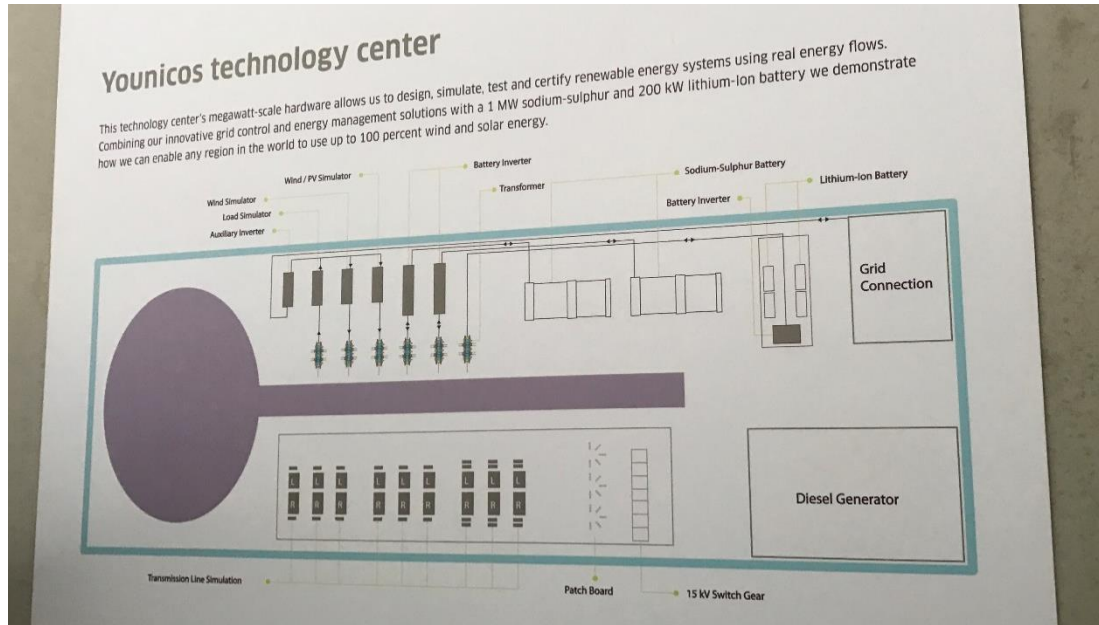 Younicos technology center
This technology center's megawatt-scale hardware allows us to design, simulate, test and certify renewable energy systems using real energy flows.
Combining our innovative grid control and energy management solutions with a 1 MW sodium-sulphur and 200 kW lithium-Ion battery we demonstrate
how we can enable any region in the world to use up to 100 percent wind and solar energy.
Battery Inverter
Sodium-Sulphur Battery
Wind / PV Simulator
Transformer
Lithium-Ion Battery
Wind Simulator
Battery Inverter
Load Simulator
Auxiliary Inverter
Grid
Connection
L L L L L L L L L
R R R R R R R R R
Diesel Generator
Transmission Line Simulation
Patch Board
15 kV Switch Gear